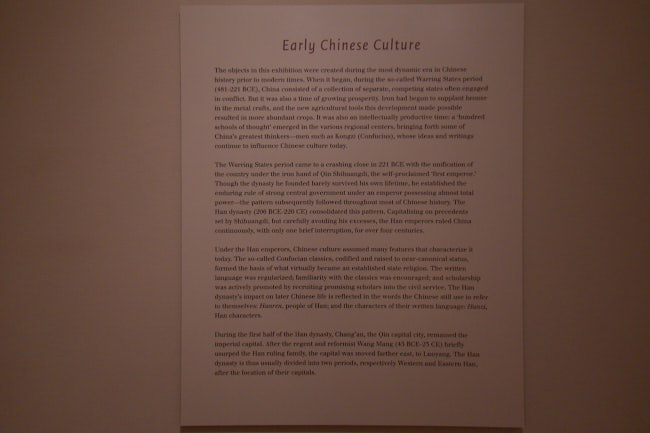 Early Chinese Culture
The objects in this exhibition were created during the most dynamic era in Chinese
history prior to modern times. When it began, during the so-called Warring States period
(481-221 BCE), China consisted of a collection of separate, competing states often engaged
in conflict. But it was also a time of growing prosperity. Iron had begun to supplant bronze
in the metal crafts, and the new agricultural tools this development made possible
resulted in more abundant crops. It was also an intellectually productive time: a ‘hundred
schools of thought’ emerged in the various regional centers, bringing forth some of
China's greatest thinkers—men such as Kongzi (Confucius), whose ideas and writings
continue to influence Chinese culture today.
The Warring States period came to a crashing close in 221 BCE with the unification of
the country under the iron hand of Qin Shihuangdi, the self-proclaimed ‘first emperor.’
Though the dynasty he founded barely survived his own lifetime, he established the
enduring rule of strong central government under an emperor possessing almost total
power—the pattern subsequently followed throughout most of Chinese history. The
Han dynasty (206 BCE-220 CE) consolidated this pattern. Capitalizing on precedents
set by Shihuangdi, but carefully avoiding his excesses, the Han emperors ruled China
continuously, with only one brief interruption, for over four centuries.
Under the Han emperors, Chinese culture assumed many features that characterize it
today. The so-called Confucian classics, codified and raised to near-canonical status,
formed the basis of what virtually became an established state religion. The written
language was regularized; familiarity with the classics was encouraged; and scholarship
was actively promoted by recruiting promising scholars into the civil service. The Han
dynasty's impact on later Chinese life is reflected in the words the Chinese still use to refer
to themselves: Hanren, people of Han; and the characters of their written language: Hanzi,
Han characters.
During the first half of the Han dynasty, Chang'an, the Qin capital city, remained the
imperial capital. After the regent and reformist Wang Mang (45 BCE-23 CE) briefly
usurped the Han ruling family, the capital was moved farther east, to Luoyang. The Han
dynasty is thus usually divided into two periods, respectively Western and Eastern Han,
after the location of their capitals.